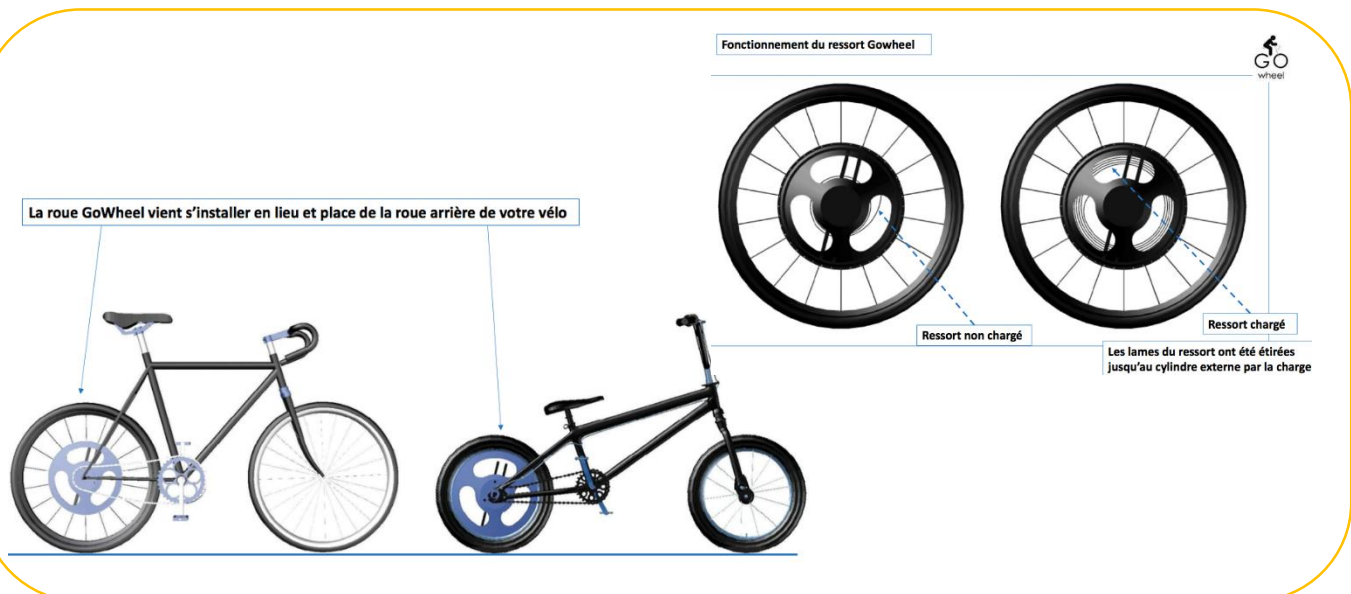 Fonctionnement du ressort Gowheel
GO
wheel
La roue GoWheel vient s’installer en lieu et place de la roue arrière de votre vélo
Ressort non chargé
Ressort chargé
Les lames du ressort ont été étirées
jusqu’au cylindre externe par la charge